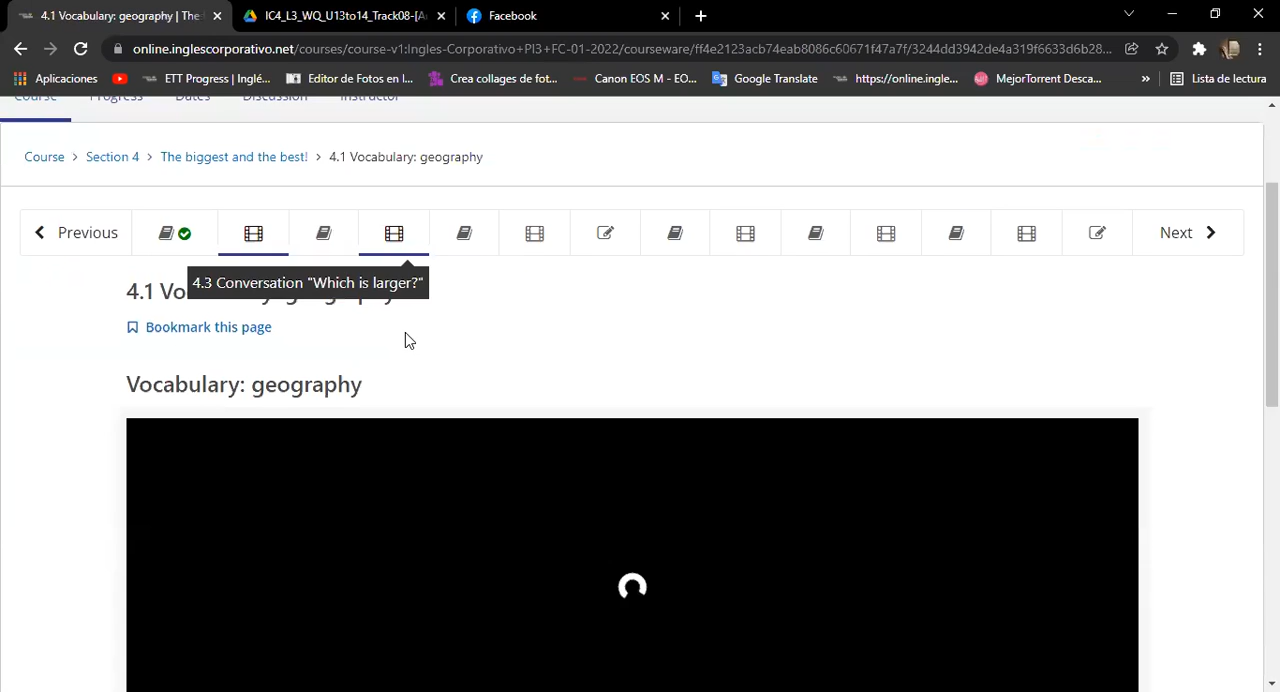 4.1 Vocabulary: geography | The
IC4_L3_WQ_U13to14_Track08-[Au
Facebook
online.inglescorporativo.net/courses/course-v1:Ingles-Corporativo+PI3+FC-01-2022/courseware/ff4e2123acb74eab8086c60671f47a7f/3244dd3942de4a319f6633d6b28...
Aplicaciones
ETT Progress | Inglé...
Editor de Fotos en l...
Crea collages de fot...
Canon EOS M - EO...
Google Translate
https://online.ingle...
MejorTorrent Desca...
»
Lista de lectura
Course
Progress
Dates
Discussion
Instructor
Course > Section 4 > The biggest and the best! > 4.1 Vocabulary: geography
Previous
Next
4.3 Conversation "Which is larger?"
4.1 Vocabulary: geography
Bookmark this page
Vocabulary: geography